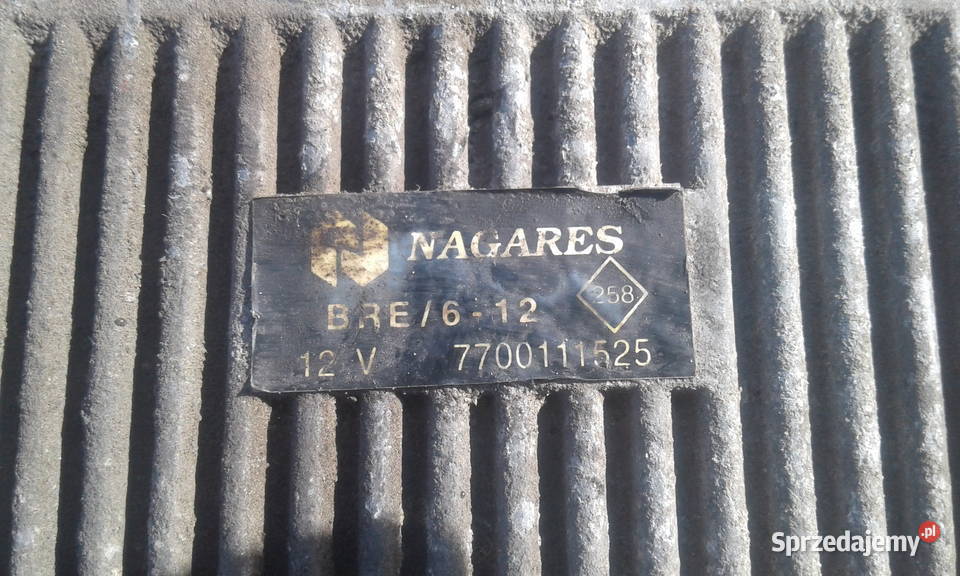 NAGARES
258
BRE/6-12
12 V 7700111525
Sprzedajemy.pl